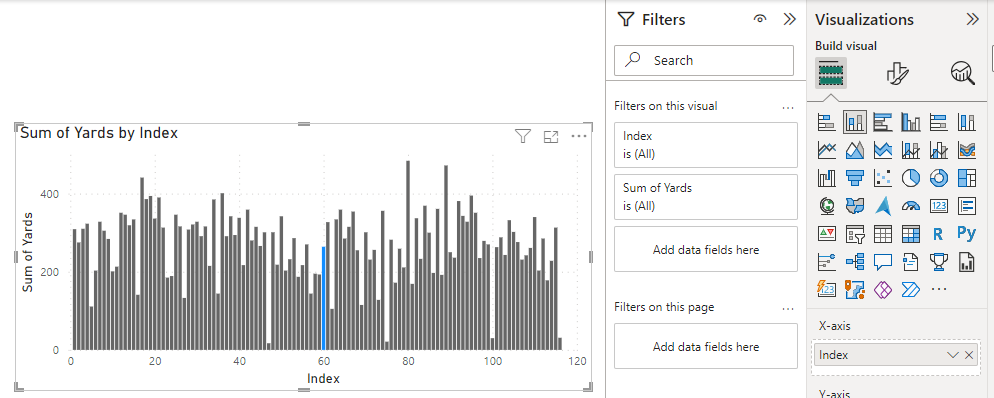 Sum of Yards by Index
Sum of Yards
400
200
0
0
20
40
60
80
100
120
Index
Filters
Search
Filters on this visual
...
Index
is (All)
Sum of Yards
is (All)
Add data fields here
Filters on this page
...
Add data fields here
Visualizations
Build visual
123
R
Py
123
...
X-axis
Index
Y-axis